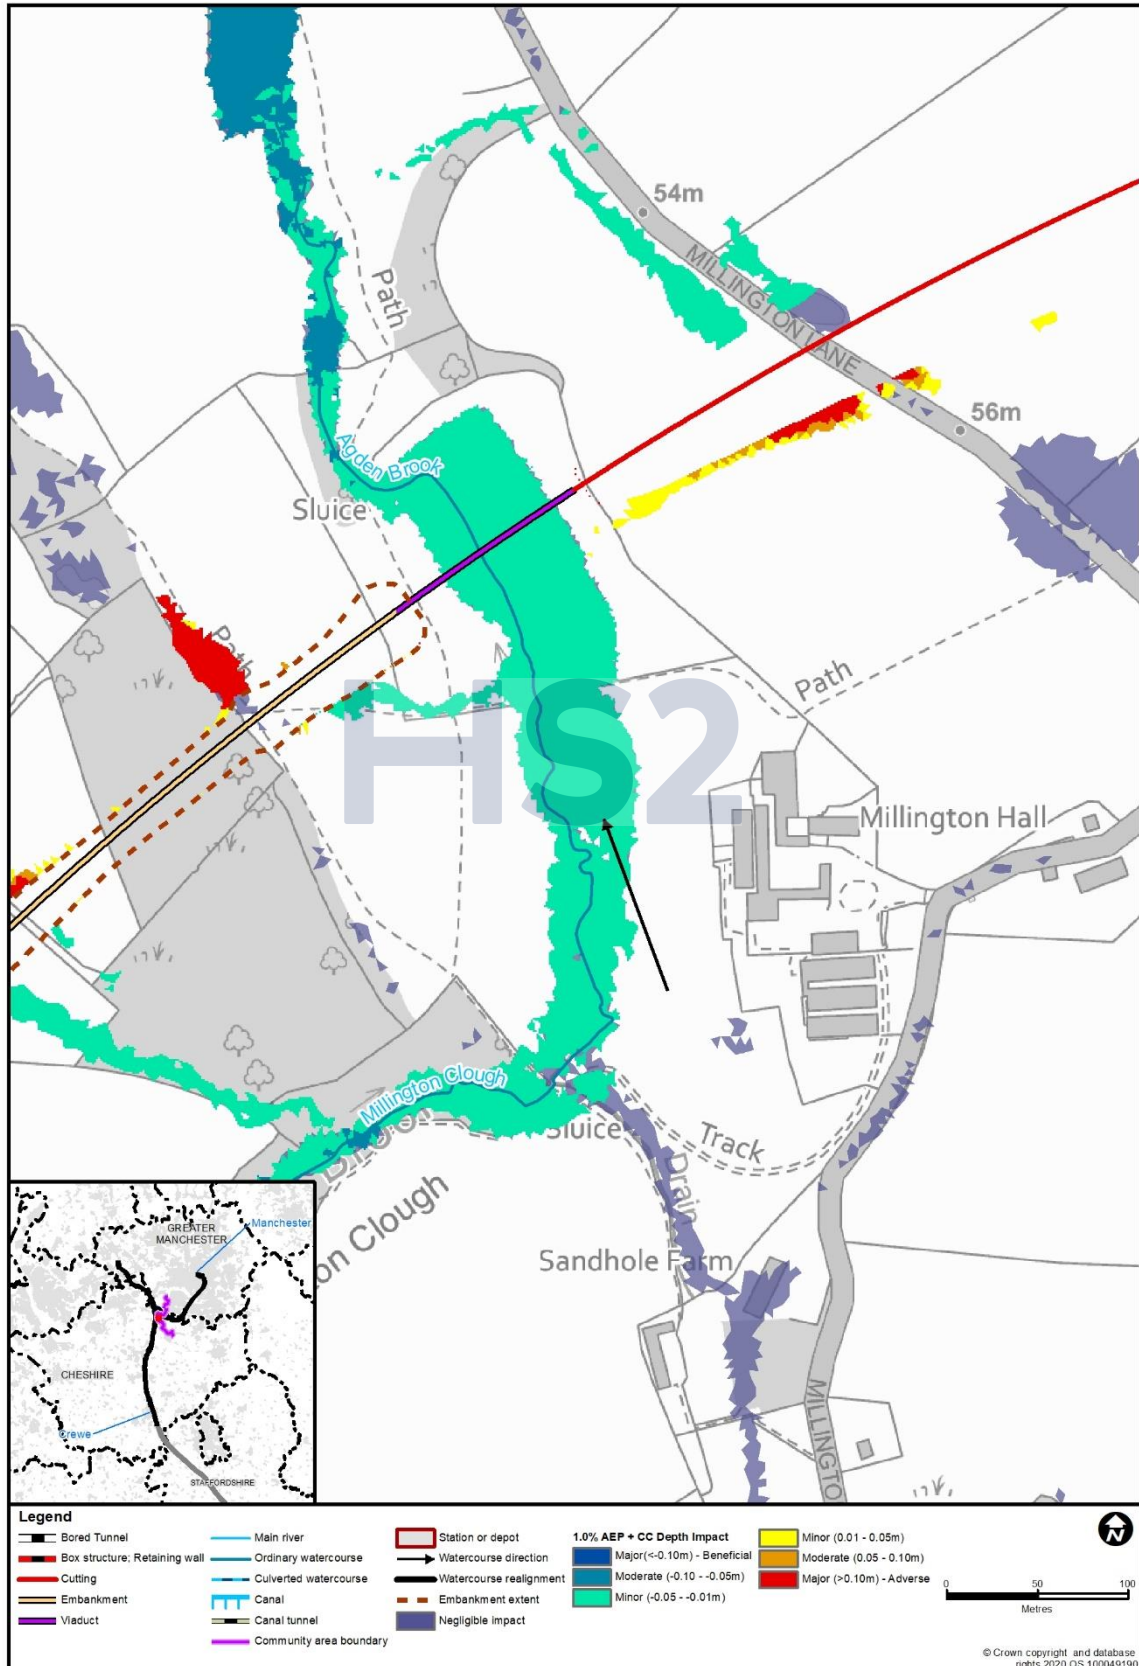 54m
MILLINGTON LANE
56m
Path
Agden Brook
Sluice
Path
Path
HS2
Millington Hall
Millington Clough
Sluice
Track
Drain
Sandhole Farm
on Clough
MILLINGTO
GREATER
MANCHESTER
Manchester
CHESHIRE
Crewe
STAFFORDSHIRE
Legend
Bored Tunnel
Box structure; Retaining wall
Cutting
Embankment
Viaduct
Main river
Ordinary watercourse
Culverted watercourse
Canal
Canal tunnel
Community area boundary
Station or depot
Watercourse direction
Watercourse realignment
Embankment extent
Negligible impact
1.0% AEP + CC Depth Impact
Major(<-0.10m) - Beneficial
Moderate (-0.10 - -0.05m)
Minor (-0.05 - -0.01m)
Minor (0.01 - 0.05m)
Moderate (0.05 - 0.10m)
Major (>0.10m) - Adverse
N
0 50 100
Metres
© Crown copyright and database
rights 2020 OS 100049190